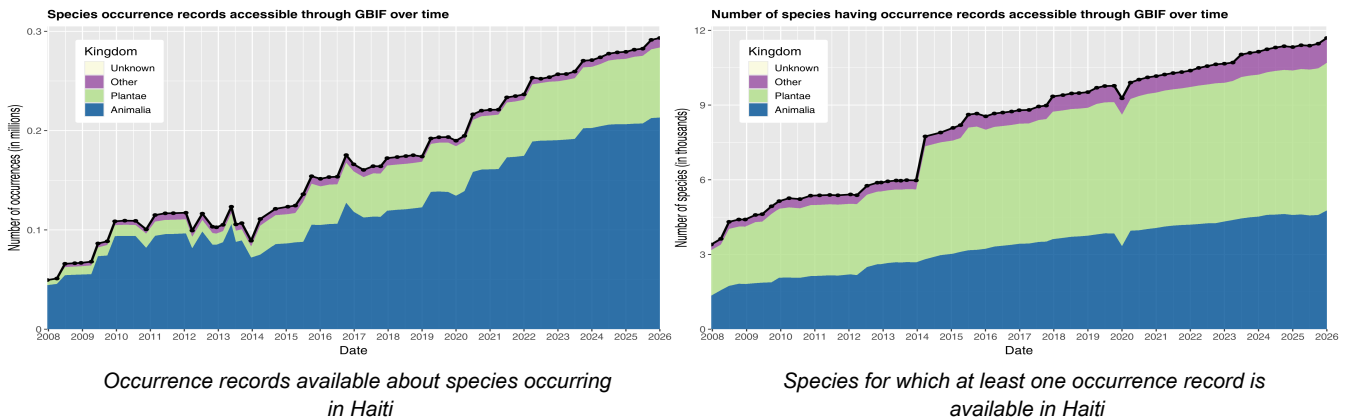 Species occurrence records accessible through GBIF over time
Number of occurrences (in millions)
0.3
0.2
0.1
0
Kingdom
Unknown
Other
Plantae
Animalia
2008 2009 2010 2011 2012 2013 2014 2015 2016 2017 2018 2019 2020 2021 2022 2023 2024 2025 2026
Date
Occurrence records available about species occurring
in Haiti
Number of species having occurrence records accessible through GBIF over time
Number of species (in thousands)
12
9
6
3
0
Kingdom
Unknown
Other
Plantae
Animalia
2008 2009 2010 2011 2012 2013 2014 2015 2016 2017 2018 2019 2020 2021 2022 2023 2024 2025 2026
Date
Species for which at least one occurrence record is
available in Haiti